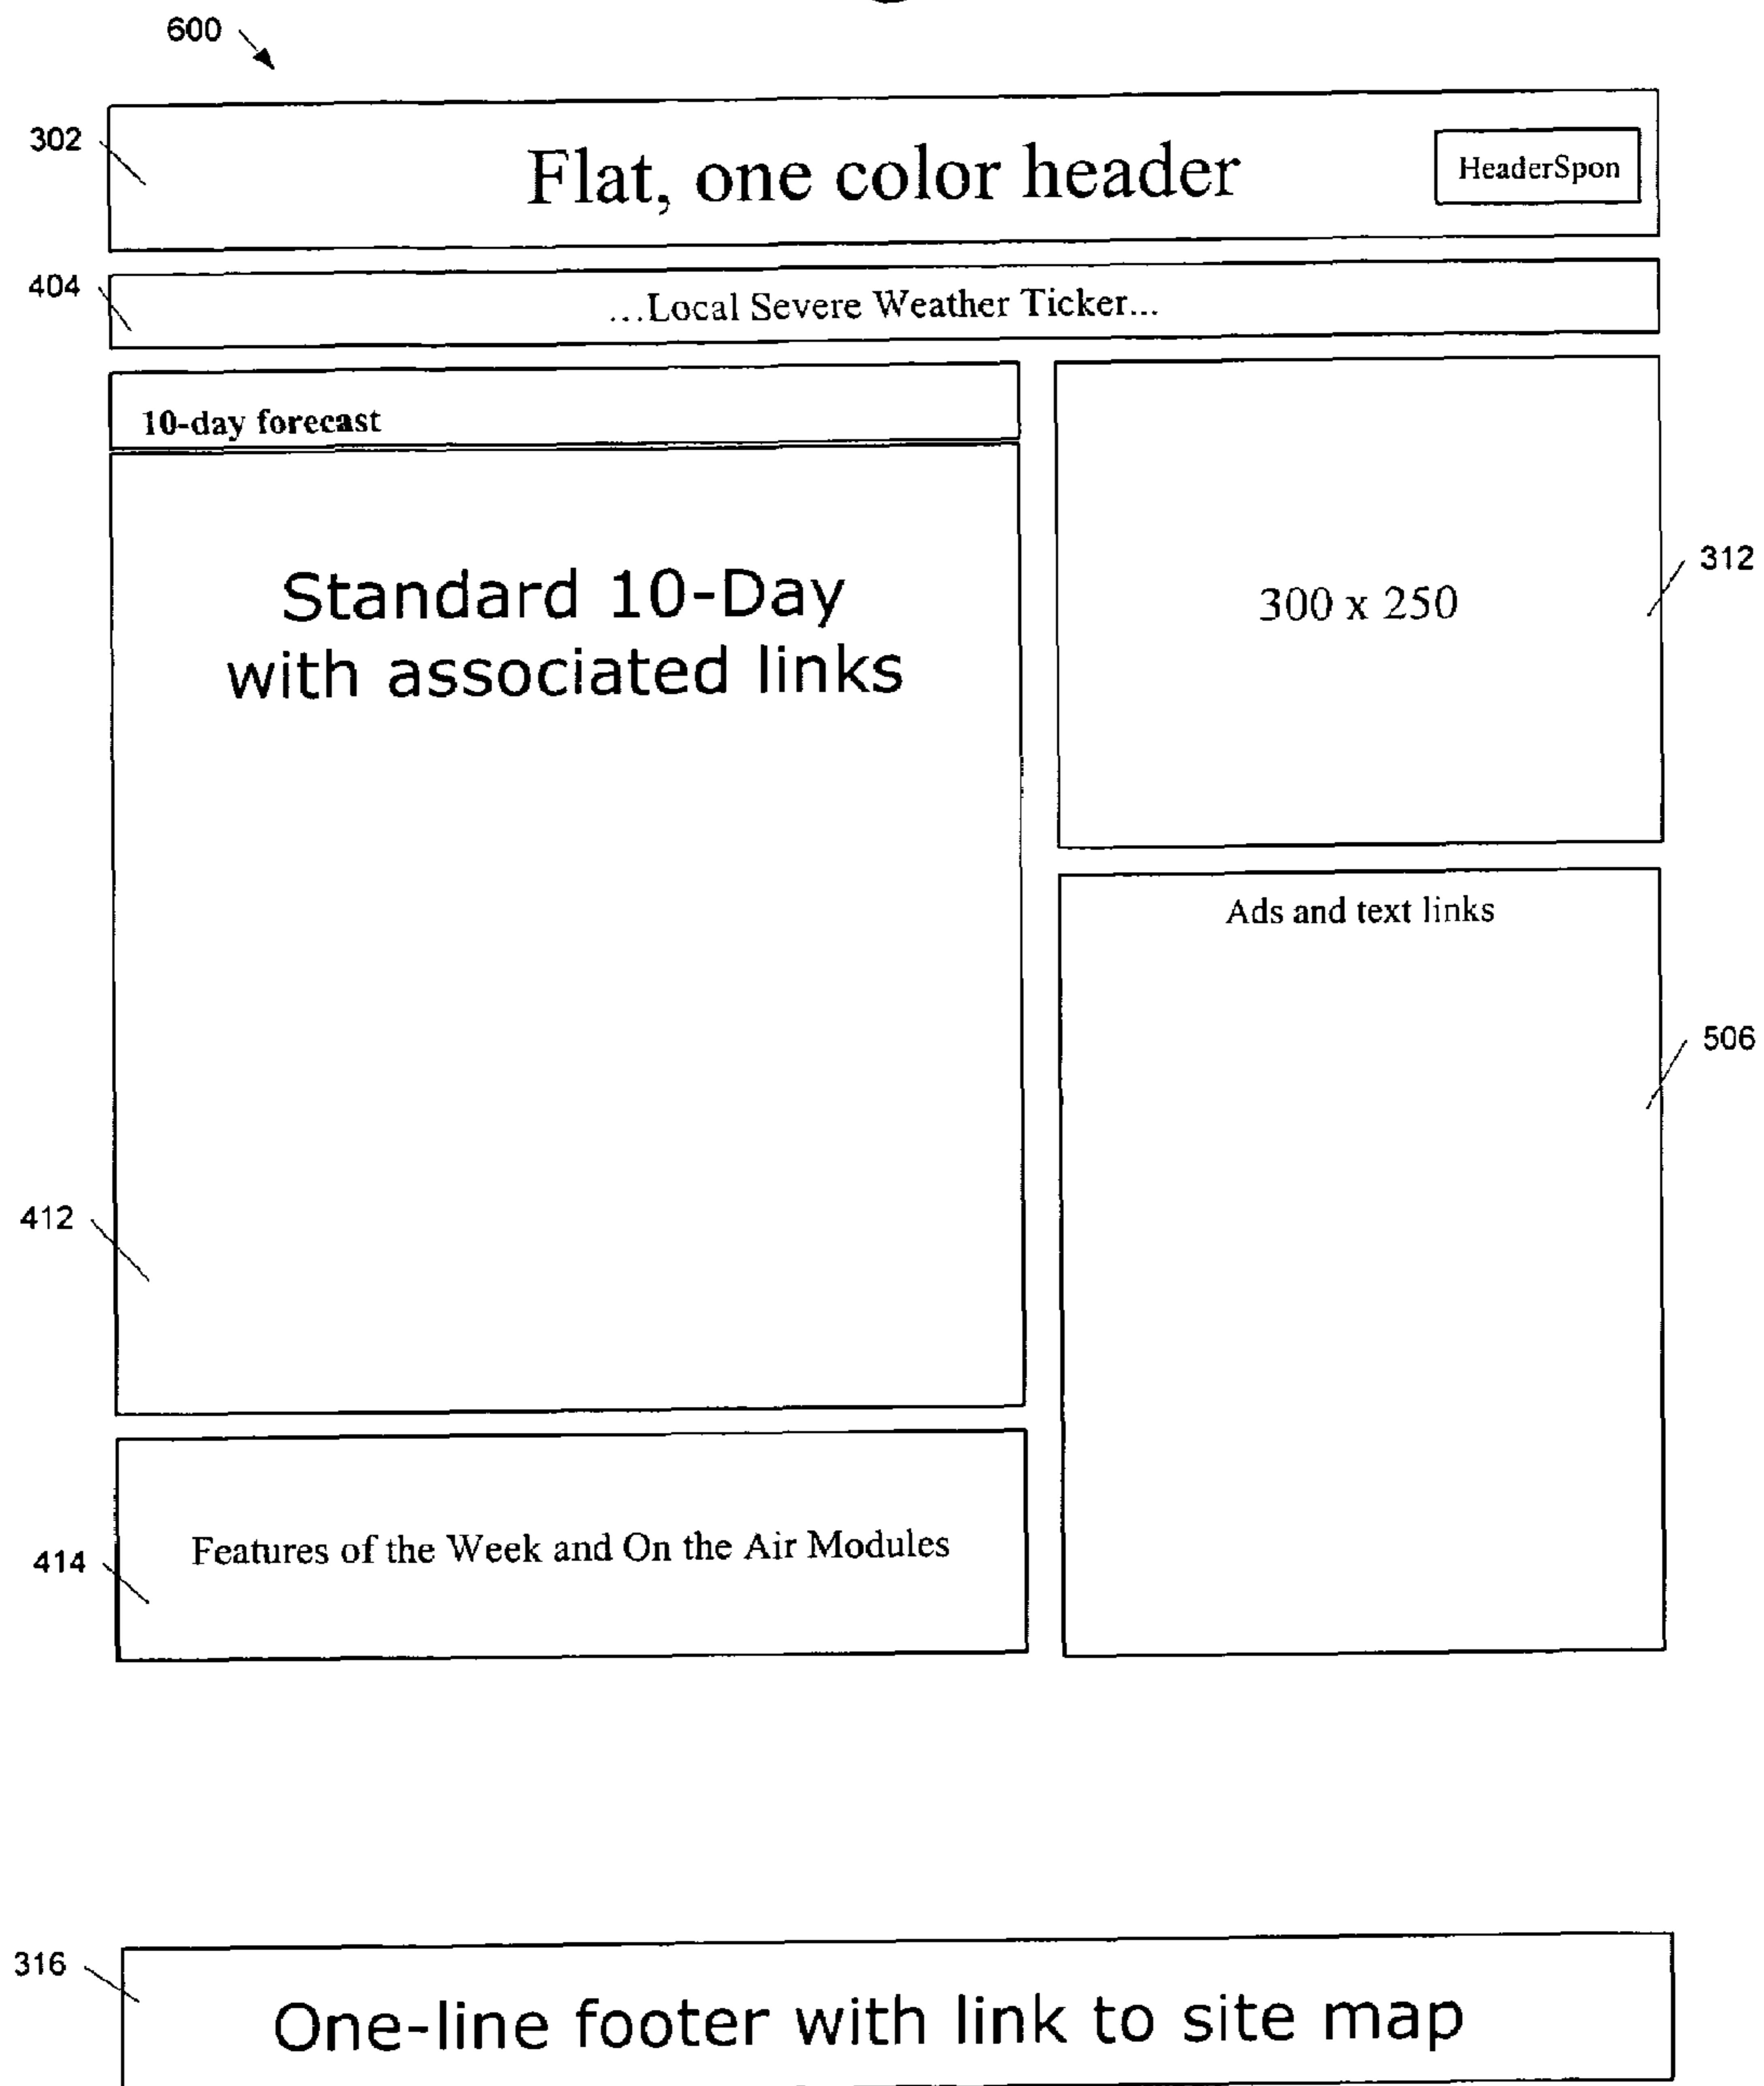 600
302
Flat, one color header
HeaderSpon
404
...Local Severe Weather Ticker...
10-day forecast
Standard 10-Day
with associated links
300 x 250
312
Ads and text links
506
412
414
Features of the Week and On the Air Modules
316
One-line footer with link to site map